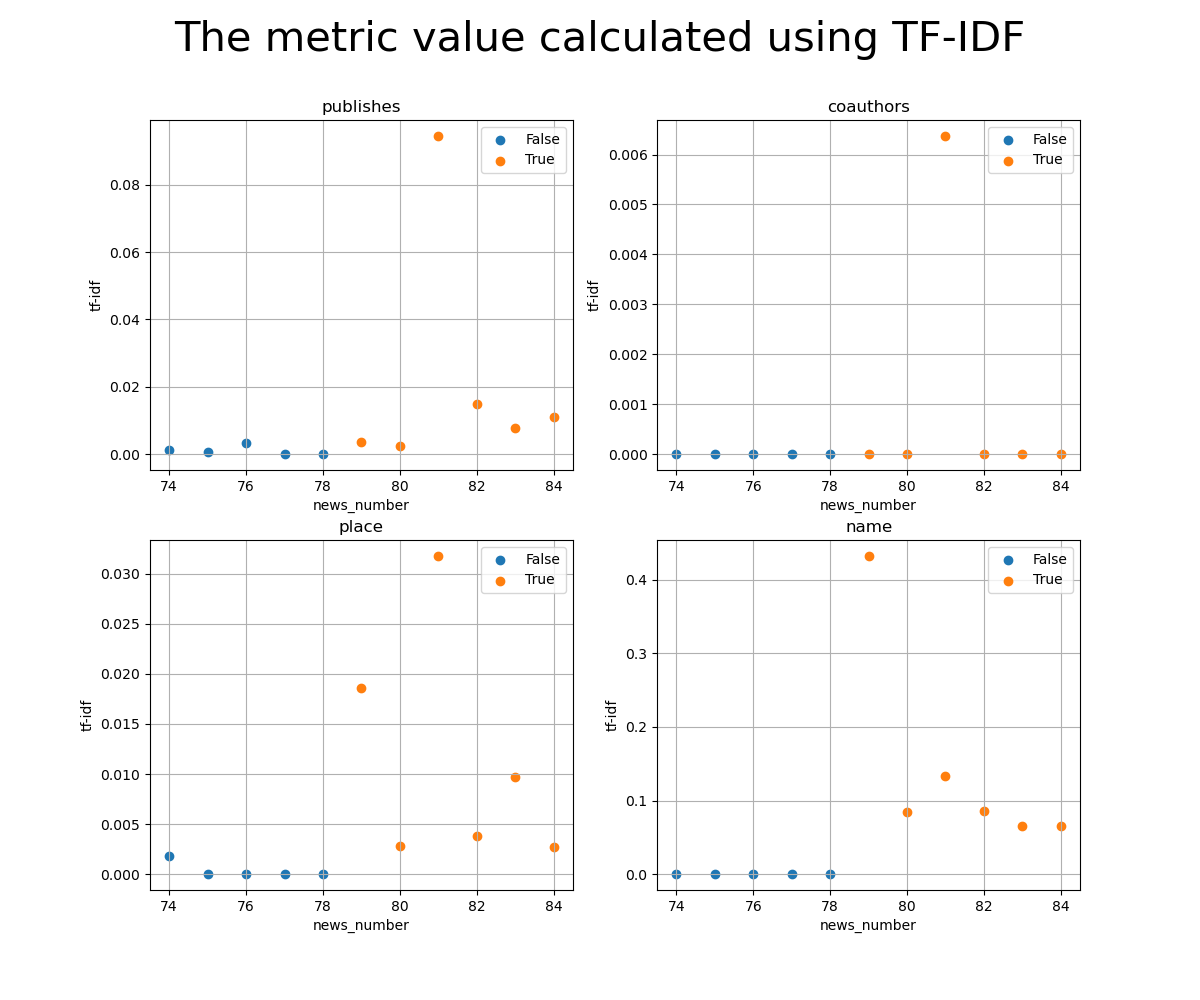 The metric value calculated using TF-IDF
publishes
False
True
0.08
0.06
0.04
0.02
0.00
tf-idf
74 76 78 80 82 84
news_number
coauthors
False
True
0.006
0.005
0.004
0.003
0.002
0.001
0.000
tf-idf
74 76 78 80 82 84
news_number
place
False
True
0.030
0.025
0.020
0.015
0.010
0.005
0.000
tf-idf
74 76 78 80 82 84
news_number
name
False
True
0.4
0.3
0.2
0.1
0.0
tf-idf
74 76 78 80 82 84
news_number